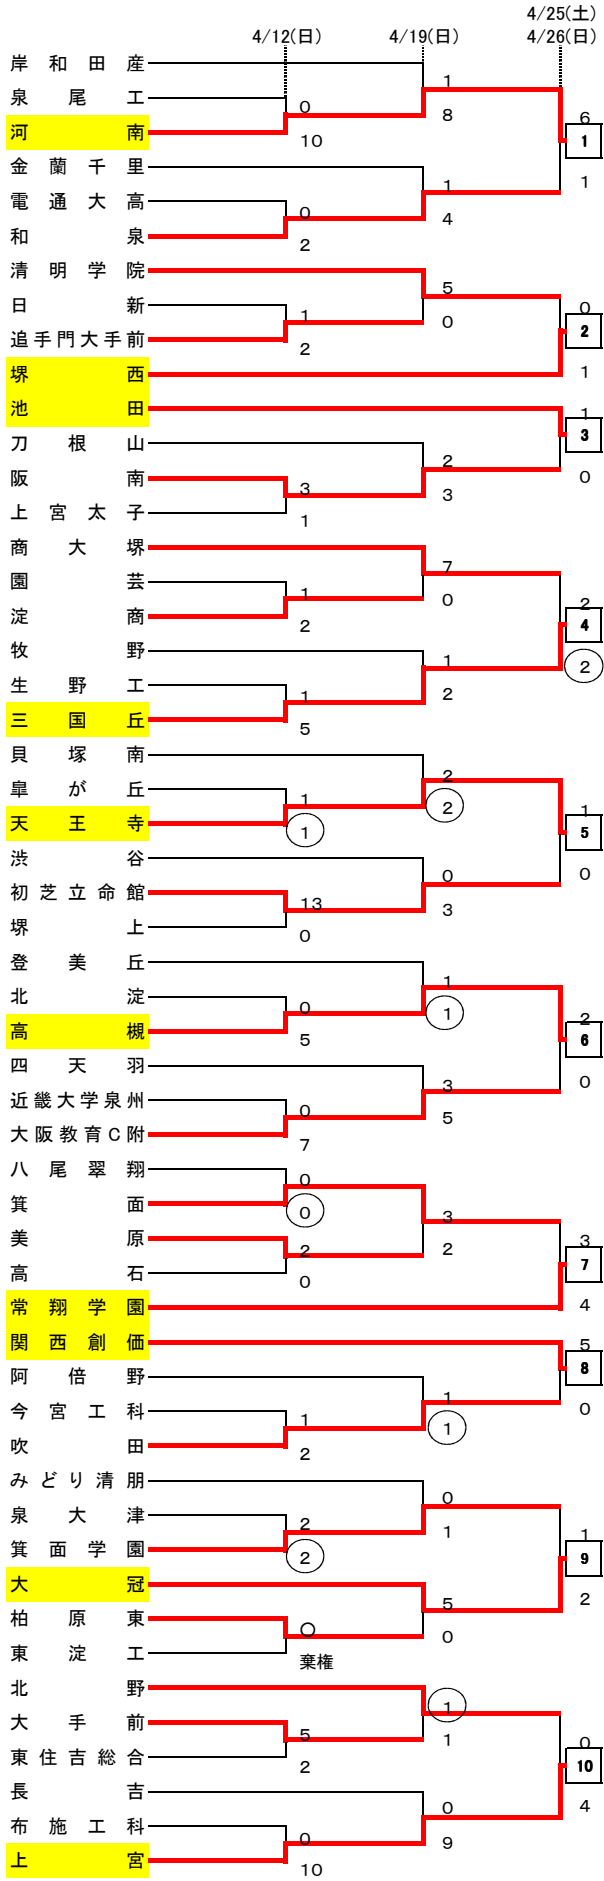 4/25(土)
4/12(日) 4/19(日) 4/26(日)
岸和田産
1
泉尾工
0
8
河南
10
6
1
金蘭千里
1
1
電通大高
0
4
和泉
2
清明学院
5
日新
1
0
0
追手門大手前
2
2
堺西
1
池田
1
3
刀根山
2
0
阪南
3
3
上宮太子
1
商大堺
7
園芸
1
0
2
淀商
2
4
牧野
1
2
生野工
1
2
三国丘
5
貝塚南
2
皐が丘
1
2
1
天王寺
1
5
渋谷
0
0
初芝立命館
13
3
堺上
0
登美丘
1
北淀
0
1
2
高槻
5
6
四天羽
3
0
近畿大学泉州
0
5
大阪教育C附
7
八尾翠翔
0
箕面
0
3
美原
2
2
3
高石
0
7
常翔学園
4
関西創価
5
8
阿倍野
1
0
今宮工科
1
1
吹田
2
みどり清朋
0
泉大津
2
1
1
箕面学園
2
9
大冠
5
2
柏原東
○
0
東淀工
棄権
北野
1
大手前
5
1
0
東住吉総合
2
10
長吉
0
4
布施工科
0
9
上宮
10